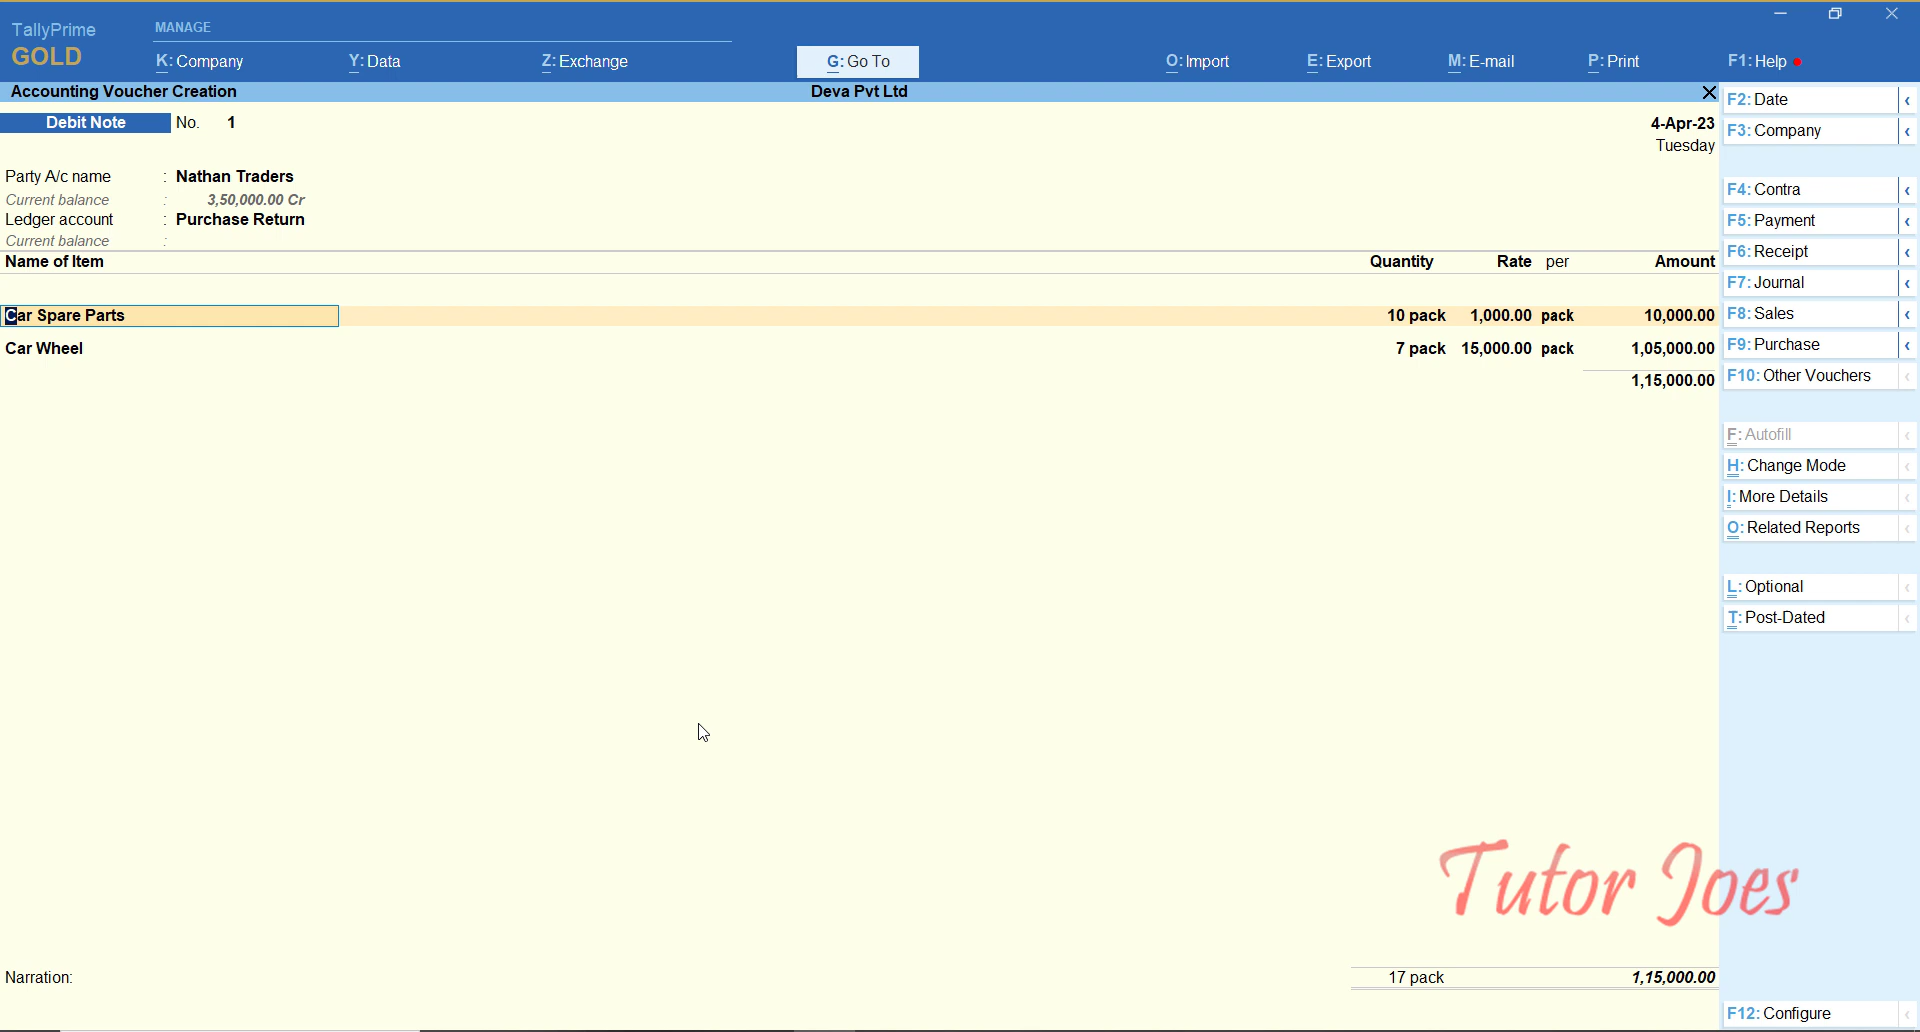 TallyPrime
GOLD
MANAGE
K: Company
Y: Data
Z: Exchange
G: Go To
O: Import
E: Export
M: E-mail
P: Print
F1: Help
Accounting Voucher Creation
Deva Pvt Ltd
Debit Note No. 1
4-Apr-23
Tuesday
Party A/c name : Nathan Traders
Current balance : 3,50,000.00 Cr
Ledger account : Purchase Return
Current balance :
Name of Item Quantity Rate per Amount
Car Spare Parts 10 pack 1,000.00 pack 10,000.00
Car Wheel 7 pack 15,000.00 pack 1,05,000.00
1,15,000.00
Narration:
17 pack 1,15,000.00
F2: Date
F3: Company
F4: Contra
F5: Payment
F6: Receipt
F7: Journal
F8: Sales
F9: Purchase
F10: Other Vouchers
F: Autofill
H: Change Mode
I: More Details
O: Related Reports
L: Optional
T: Post-Dated
Tutor Joes
F12: Configure